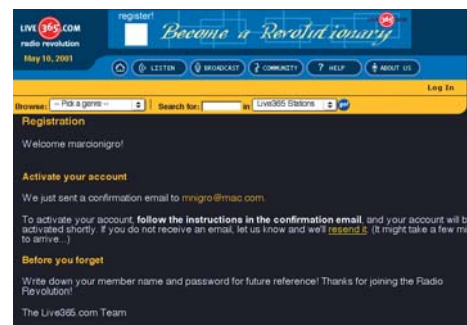 register!
LIVE 365.COM
radio revolution
Become a Revolutionary
May 10, 2001
LISTEN BROADCAST COMMUNITY ? HELP ABOUT US
Log In
Browse: -- Pick a genre -- Search for: in Live365 Stations go!
Registration
Welcome marcionigro!
Activate your account
We just sent a confirmation email to mnigro@mac.com.
To activate your account, follow the instructions in the confirmation email, and your account will b
activated shortly. If you do not receive an email, let us know and we'll resend it. (It might take a few mi
to arrive...)
Before you forget
Write down your member name and password for future reference! Thanks for joining the Radio
Revolution!
The Live365.com Team